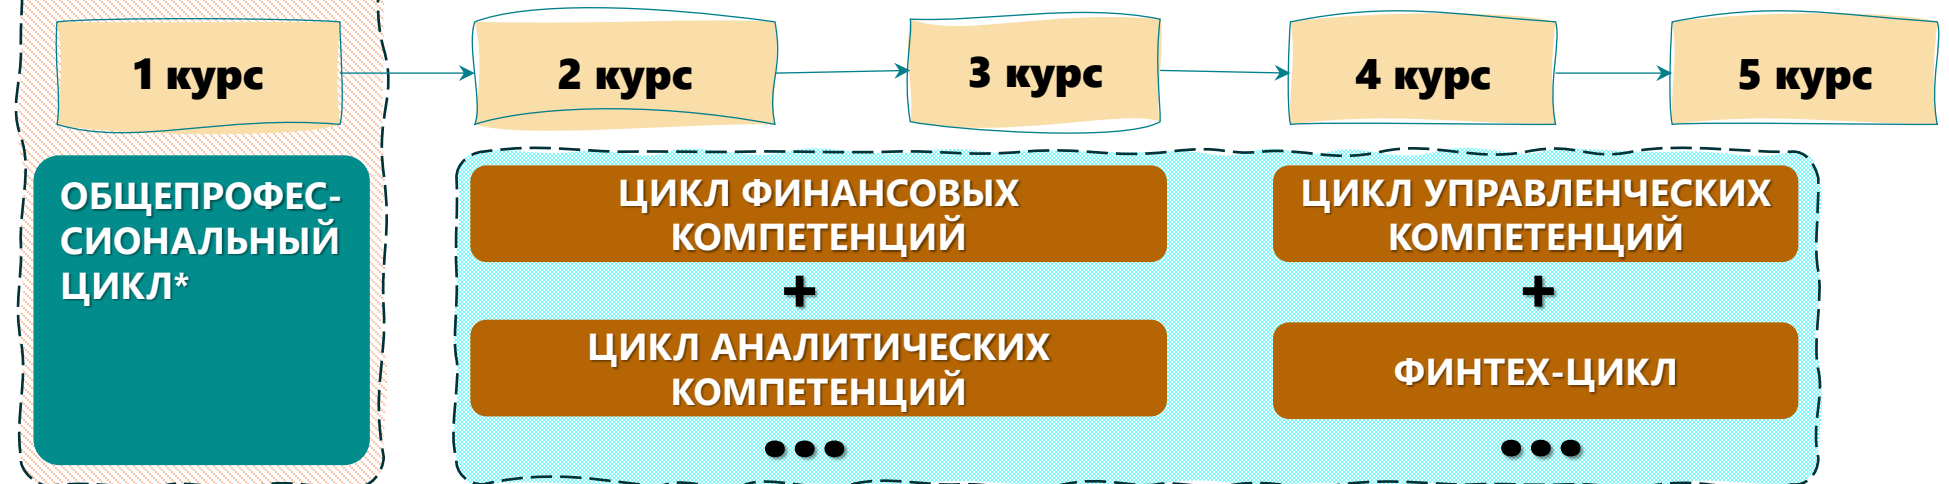 1 курс
2 курс
3 курс
4 курс
5 курс
ОБЩЕПРОФЕС-
СИОНАЛЬНЫЙ
ЦИКЛ*
ЦИКЛ ФИНАНСОВЫХ
КОМПЕТЕНЦИЙ
+
ЦИКЛ АНАЛИТИЧЕСКИХ
КОМПЕТЕНЦИЙ
...
ЦИКЛ УПРАВЛЕНЧЕСКИХ
КОМПЕТЕНЦИЙ
+
ФИНТЕХ-ЦИКЛ
...